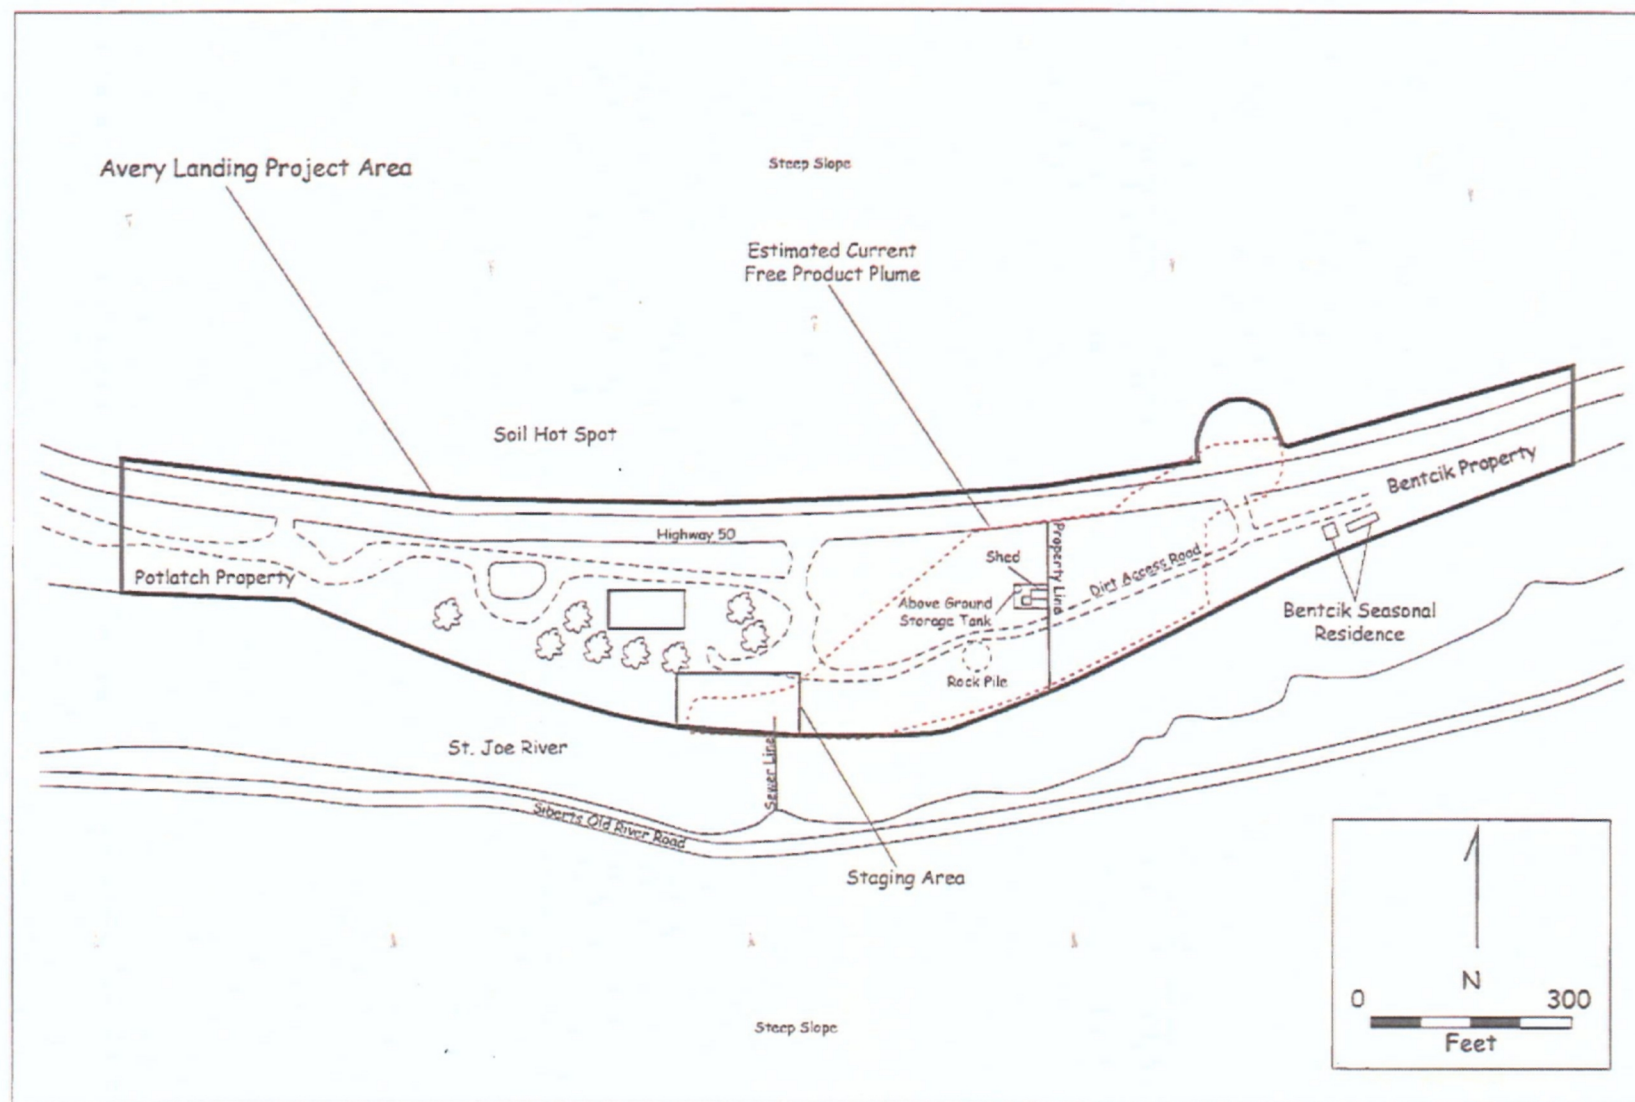 Steep Slope
Avery Landing Project Area
Estimated Current
Free Product Plume
Soil Hot Spot
Bentcik Property
Highway 50
Property Line
Shed
Dirt Access Road
Potlatch Property
Above Ground
Storage Tank
Bentcik Seasonal
Residence
Rock Pile
St. Joe River
Sewer Line
Siberts Old River Road
Staging Area
N
0 300
Feet
Steep Slope